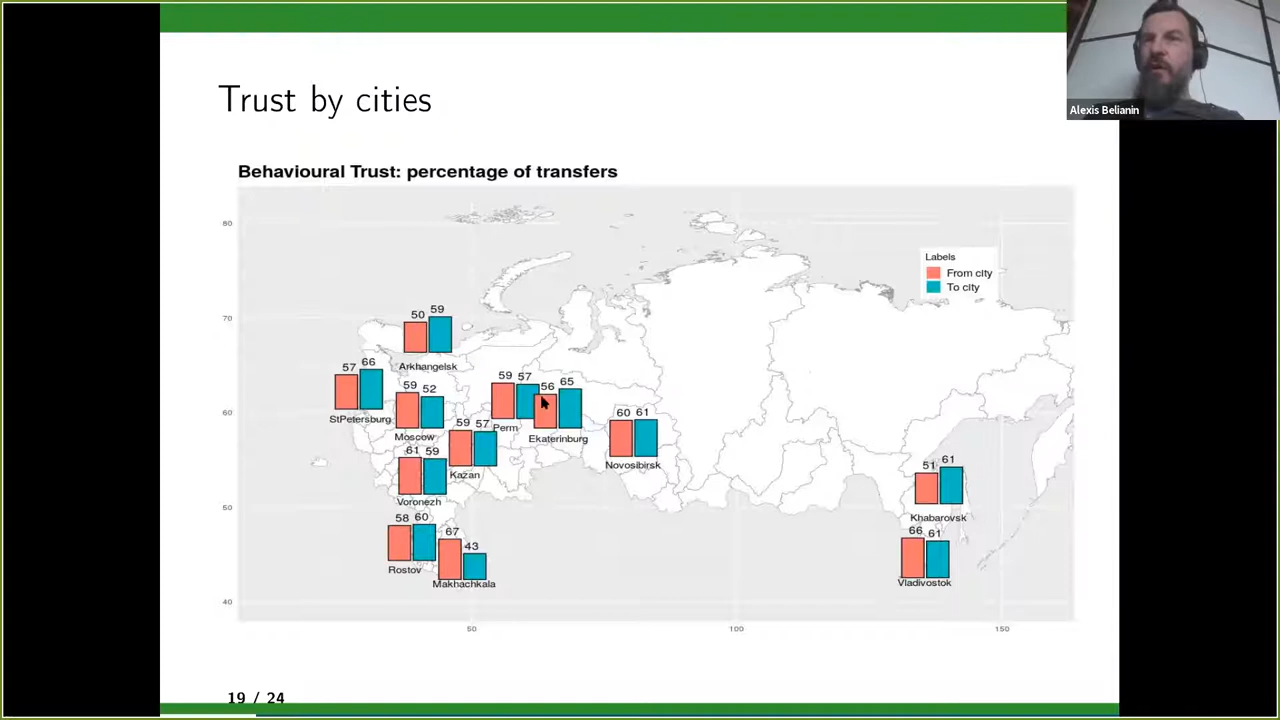 Alexis Belianin
Trust by cities
Behavioural Trust: percentage of transfers
80
70
60
50
40
Labels
From city
To city
50 59
Arkhangelsk
57 66
StPetersburg
59 52
Moscow
59 57
Perm
56 65
Ekaterinburg
59 57
Kazan
60 61
Novosibirsk
61 59
Voronezh
58 60
Rostov
67 43
Makhachkala
51 61
Khabarovsk
66 61
Vladivostok
50 100 150
19 / 24